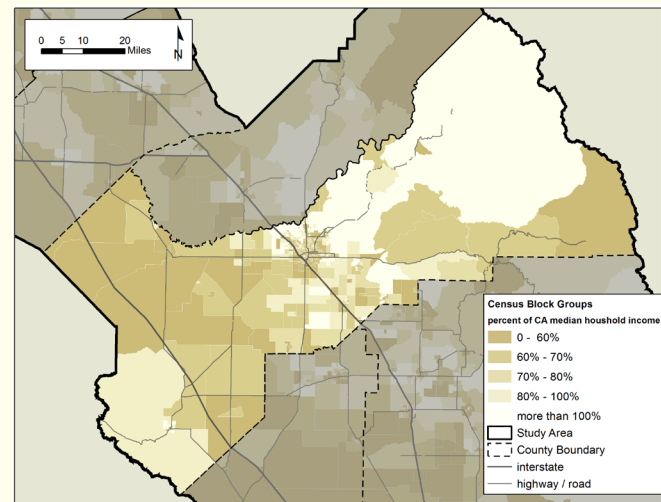 0 5 10 20
Miles
N
Census Block Groups
percent of CA median houshold income
0 - 60%
60% - 70%
70% - 80%
80% - 100%
more than 100%
Study Area
County Boundary
interstate
highway / road